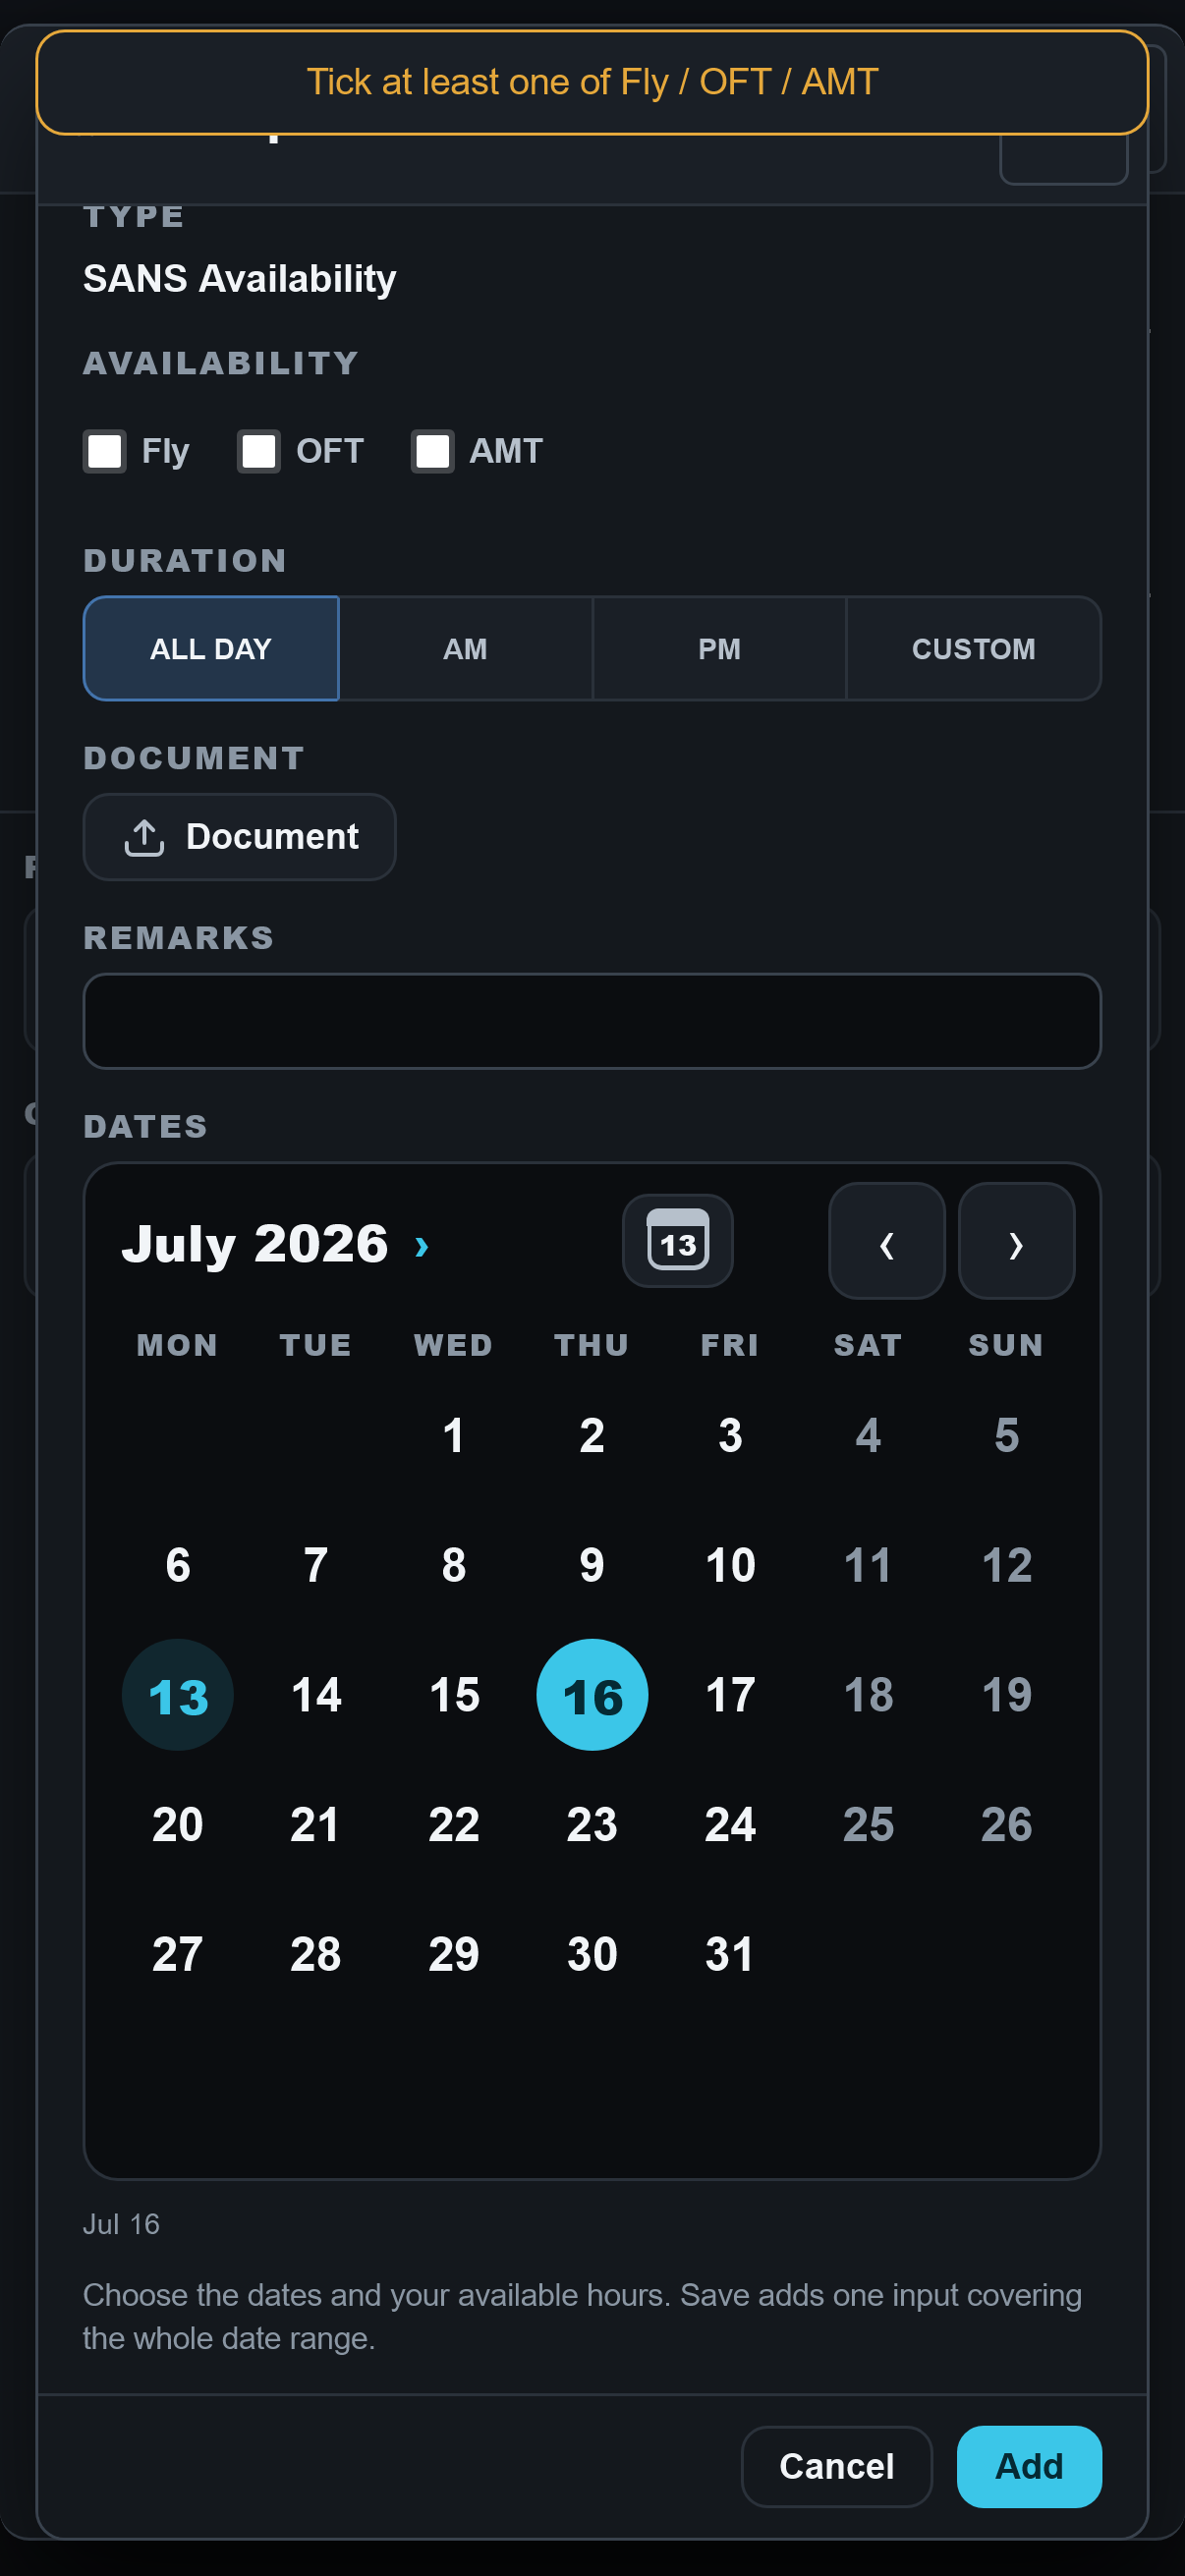 Tick at least one of Fly / OFT / AMT
TYPE
SANS Availability
AVAILABILITY
Fly OFT AMT
DURATION
ALL DAY AM PM CUSTOM
DOCUMENT
Document
REMARKS
DATES
July 2026 › 13 ‹ ›
MON TUE WED THU FRI SAT SUN
1 2 3 4 5
6 7 8 9 10 11 12
13 14 15 16 17 18 19
20 21 22 23 24 25 26
27 28 29 30 31
Jul 16
Choose the dates and your available hours. Save adds one input covering
the whole date range.
Cancel Add